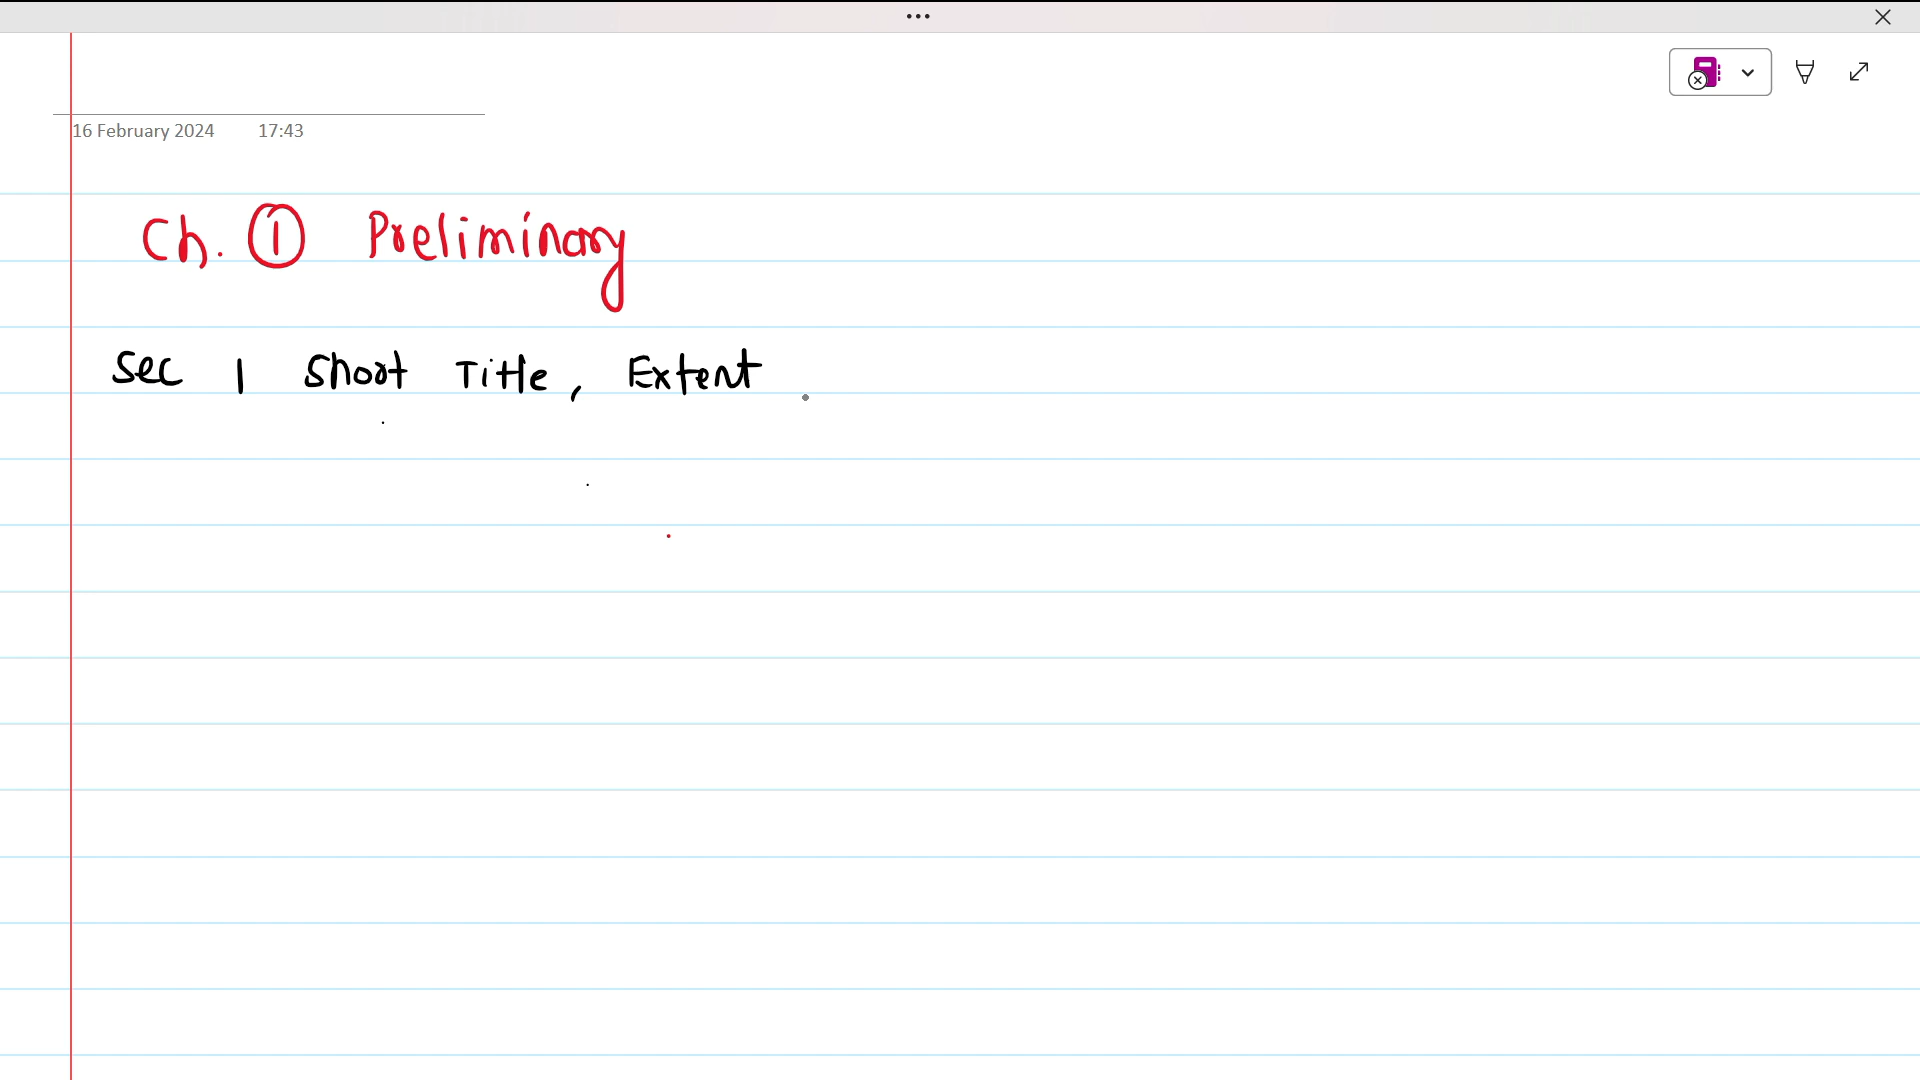 16 February 2024 17:43
Ch. ① Preliminary
Sec 1 Short Title, Extent